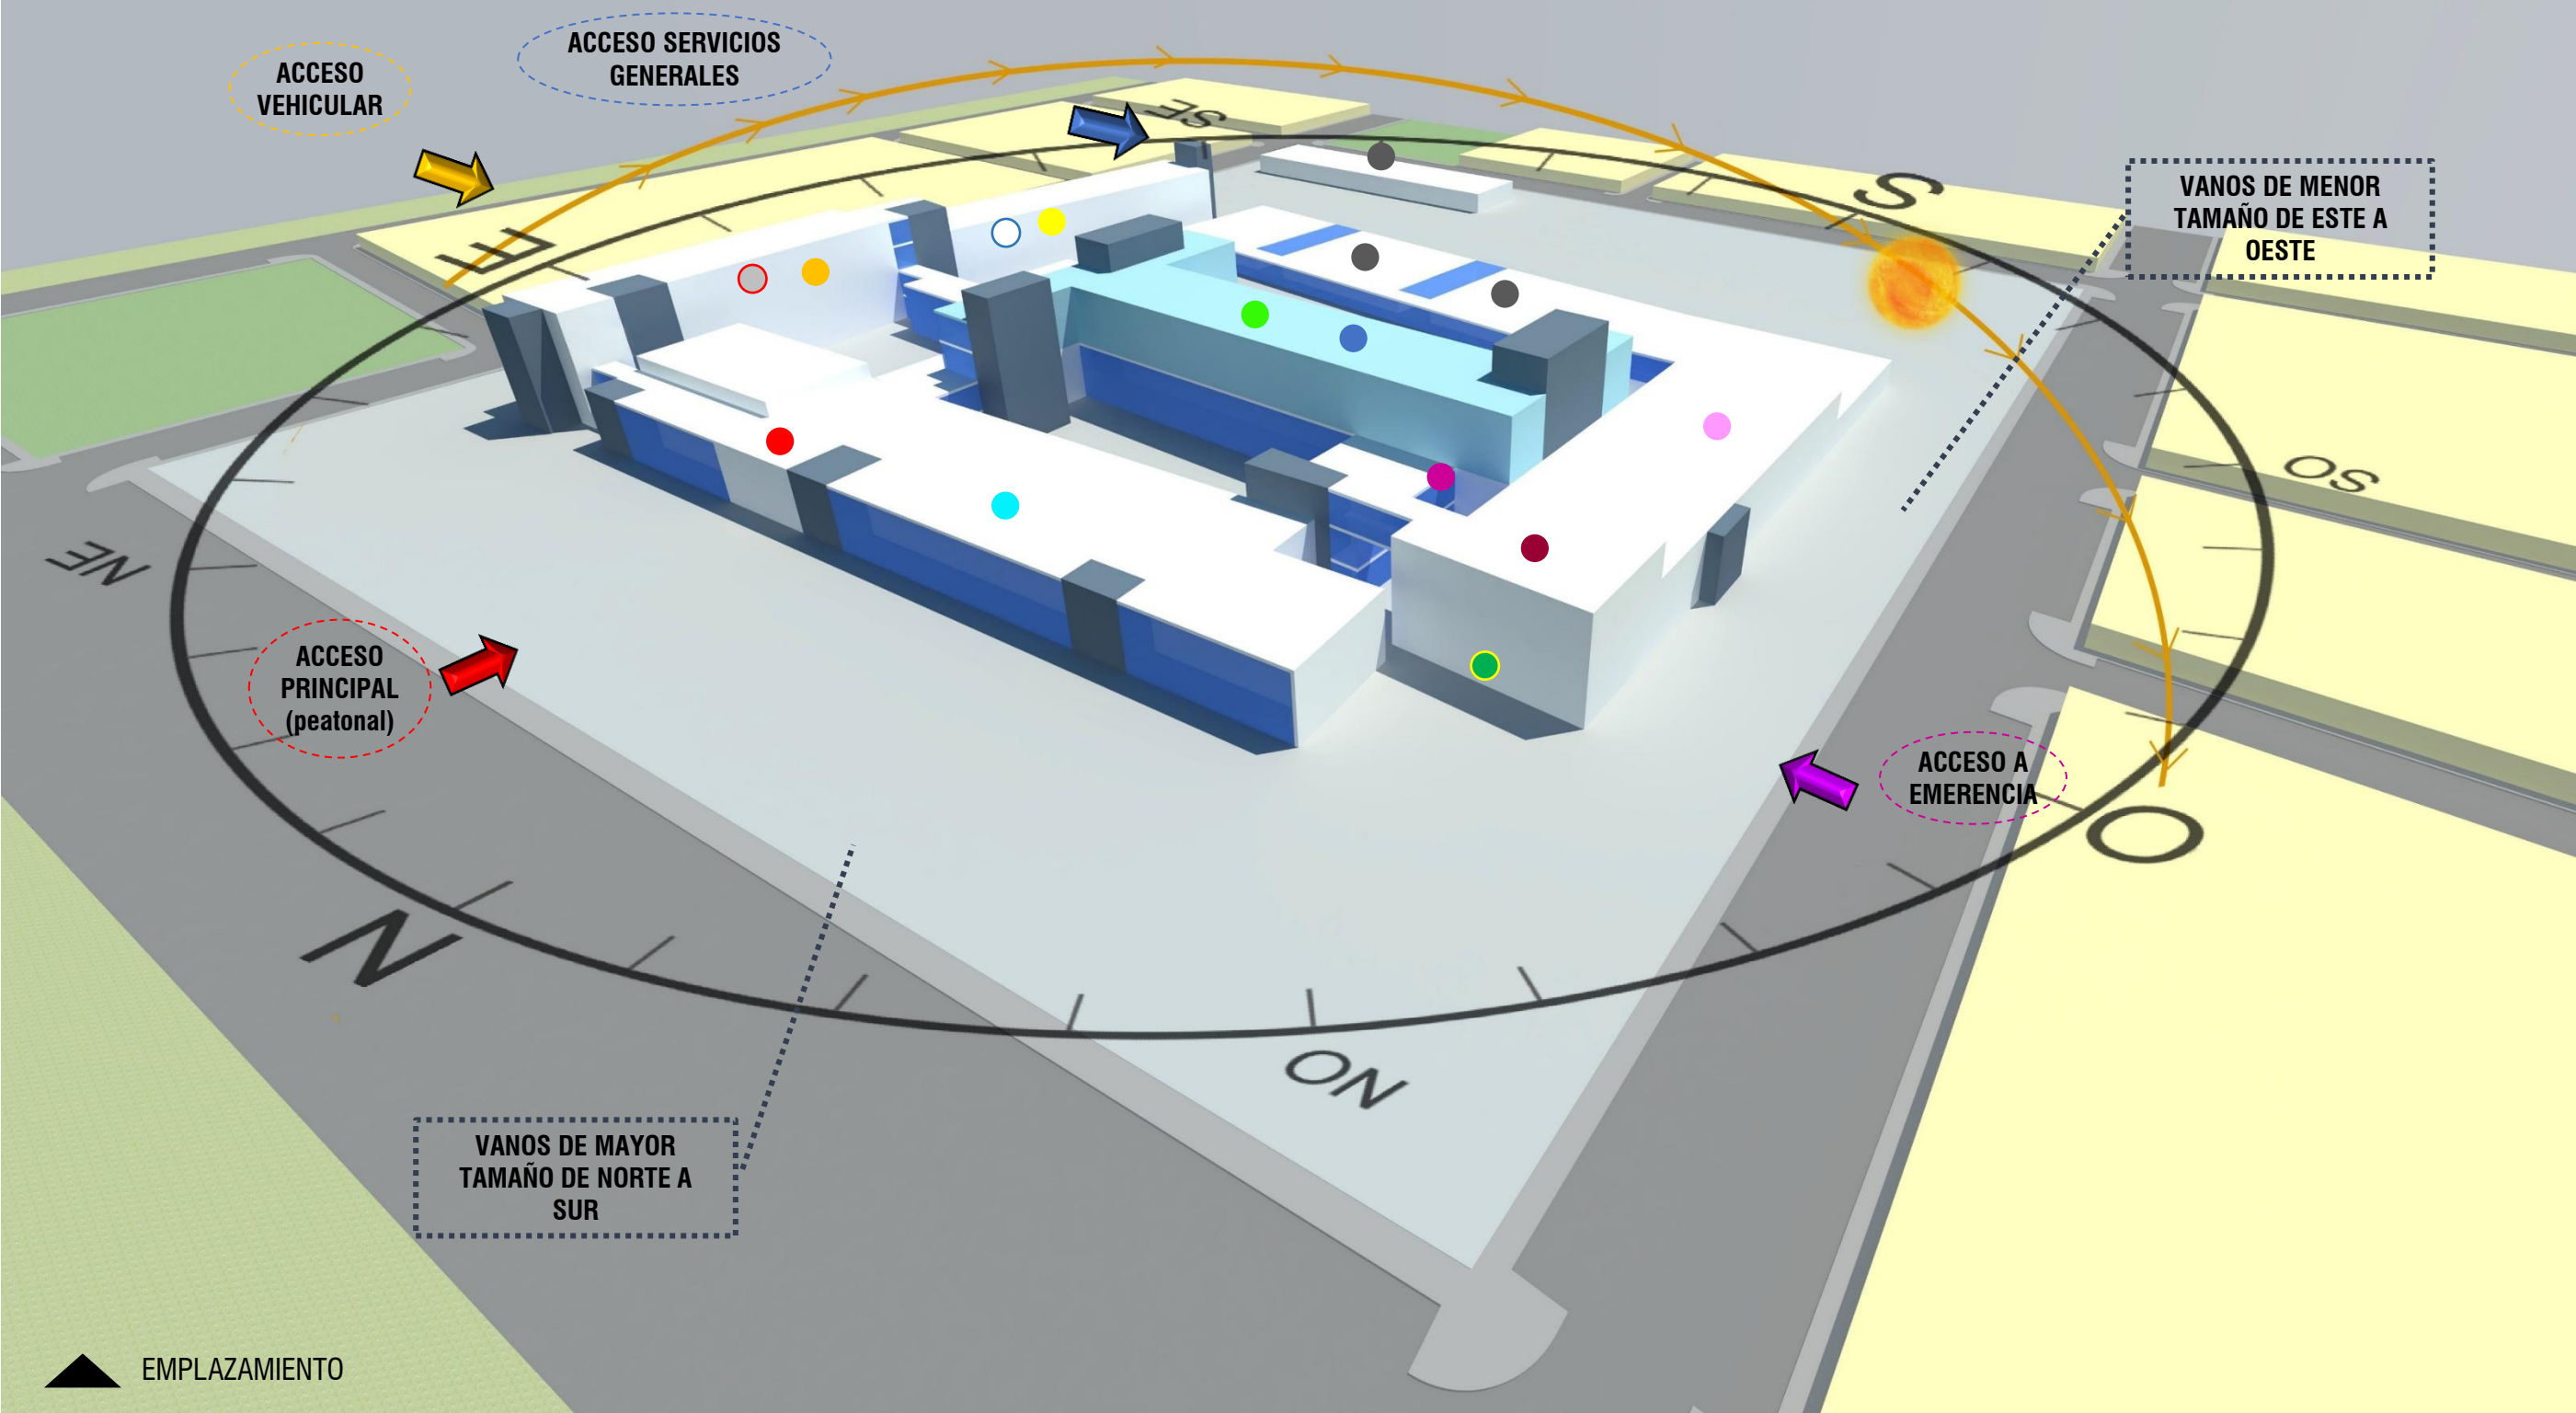 ACCESO
VEHICULAR
ACCESO SERVICIOS
GENERALES
SE
S
VANOS DE MENOR
TAMAÑO DE ESTE A
OESTE
E
SO
NE
ACCESO
PRINCIPAL
(peatonal)
ACCESO A
EMERENCIA
O
N
NO
VANOS DE MAYOR
TAMAÑO DE NORTE A
SUR
EMPLAZAMIENTO